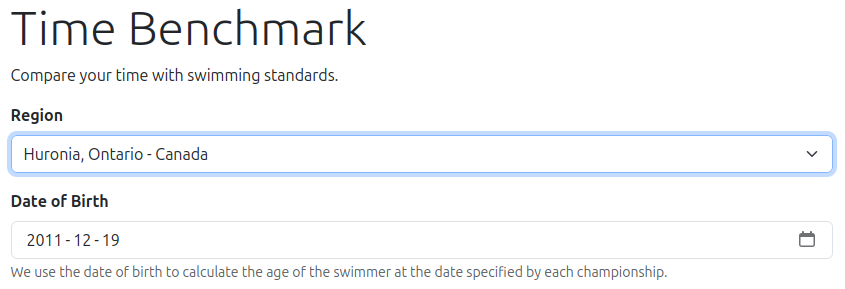 Time Benchmark
Compare your time with swimming standards.
Region
Huronia, Ontario - Canada
Date of Birth
2011 - 12 - 19
We use the date of birth to calculate the age of the swimmer at the date specified by each championship.